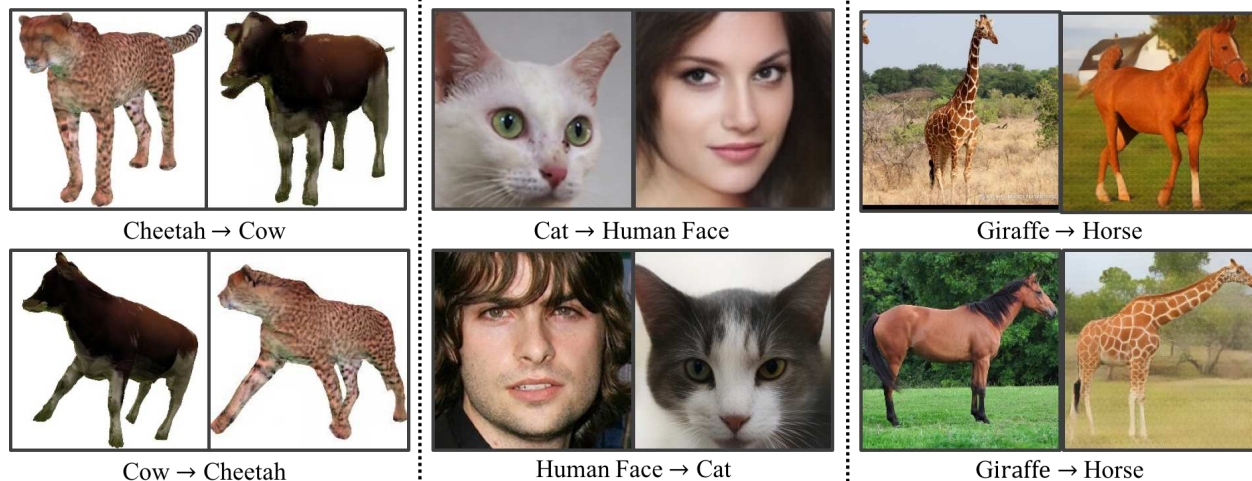 Cheetah → Cow
Cat → Human Face
Giraffe → Horse
Cow → Cheetah
Human Face → Cat
Giraffe → Horse